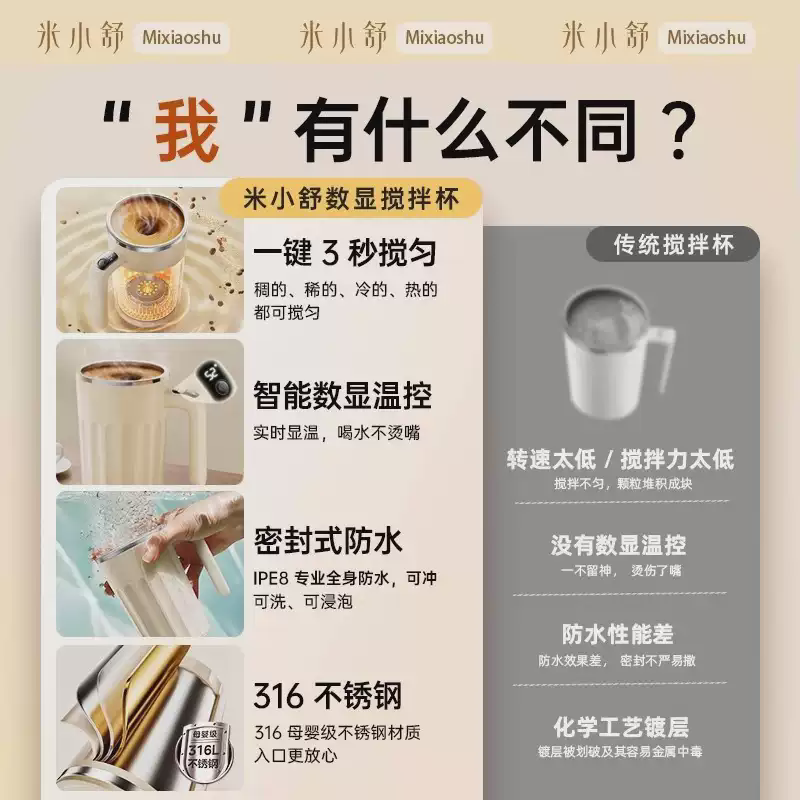 米小舒 Mixiaoshu 米小舒 Mixiaoshu 米小舒 Mixiaoshu
“我”有什么不同？
米小舒数显搅拌杯
一键 3 秒搅匀
稠的、稀的、冷的、热的
都可搅匀
智能数显温控
实时显温，喝水不烫嘴
密封式防水
IPE8 专业全身防水，可冲
可洗、可浸泡
316 不锈钢
316 母婴级不锈钢材质
入口更放心
母婴级
316L
不锈钢
传统搅拌杯
转速太低 / 搅拌力太低
搅拌不匀，颗粒堆积成块
没有数显温控
一不留神， 烫伤了嘴
防水性能差
防水效果差， 密封不严易撒
化学工艺镀层
镀层被划破及其容易金属中毒